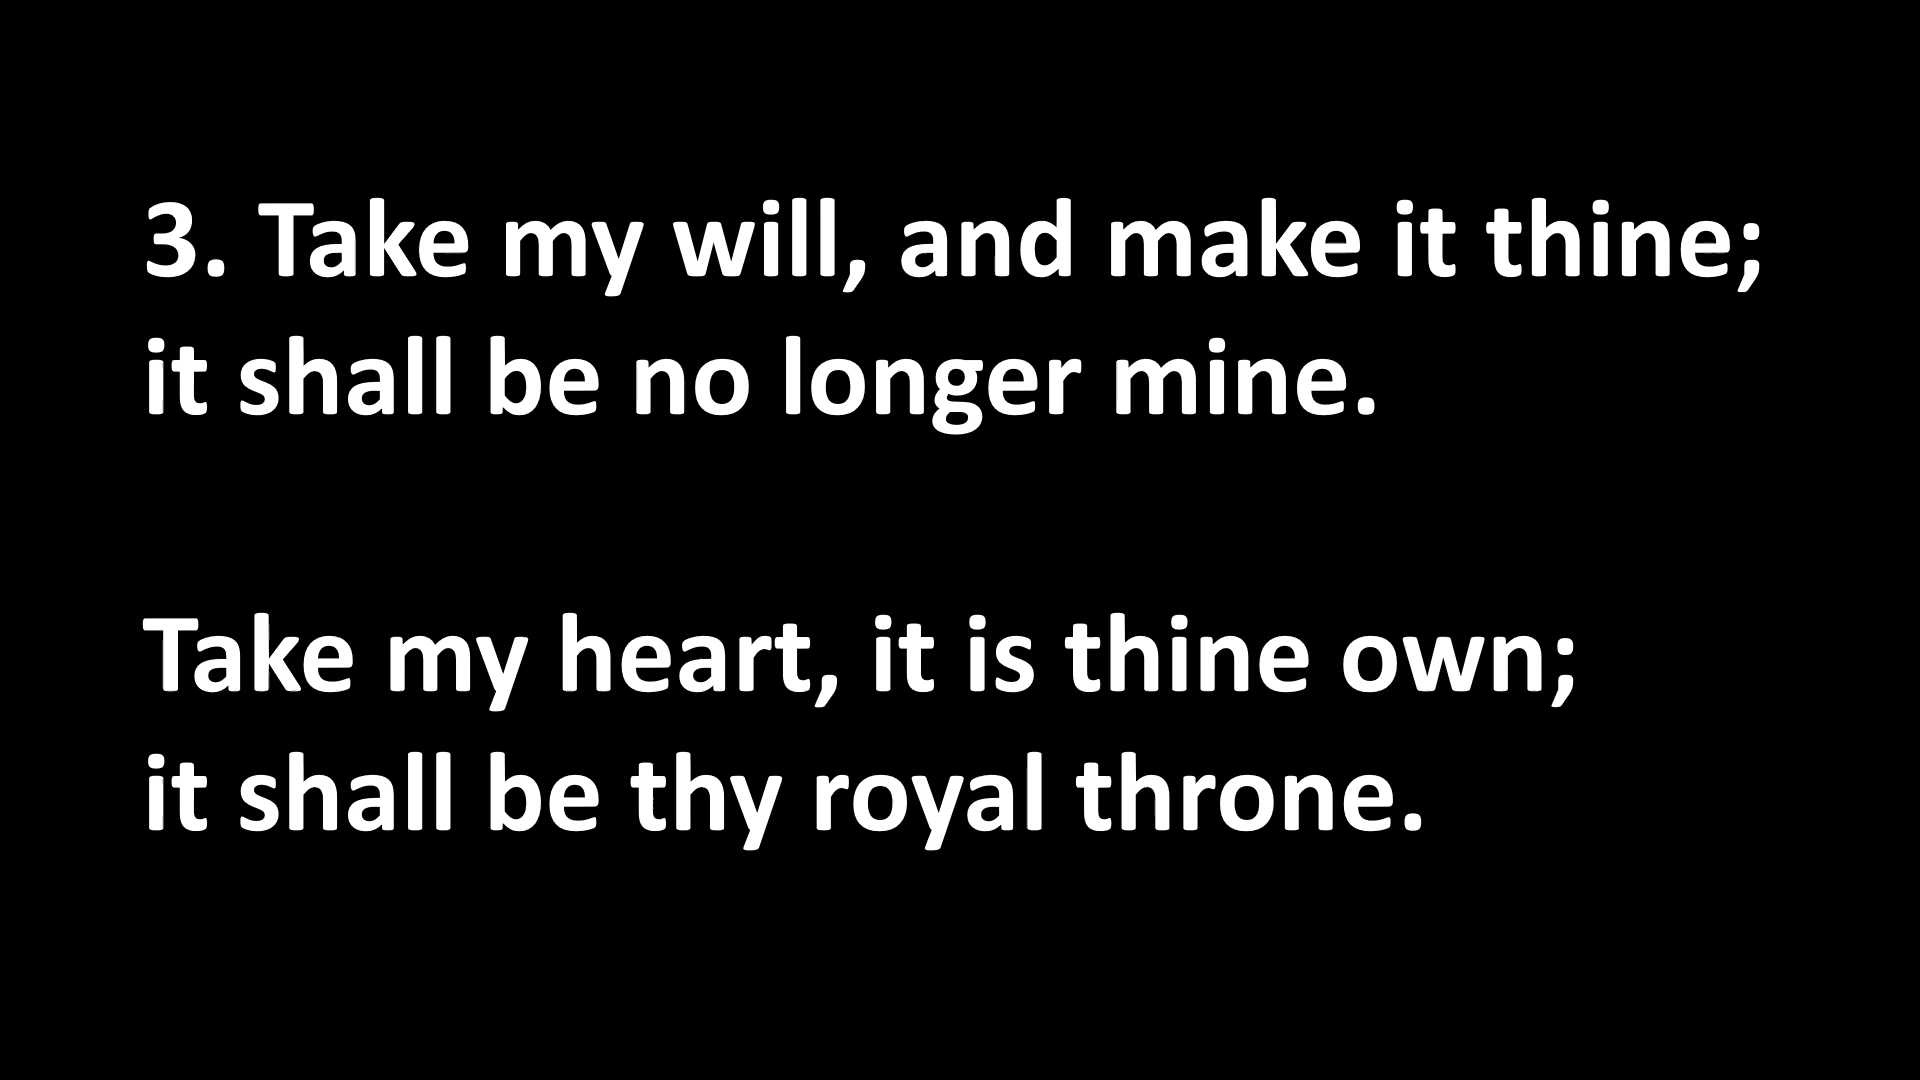 3. Take my will, and make it thine;
it shall be no longer mine.
Take my heart, it is thine own;
it shall be thy royal throne.